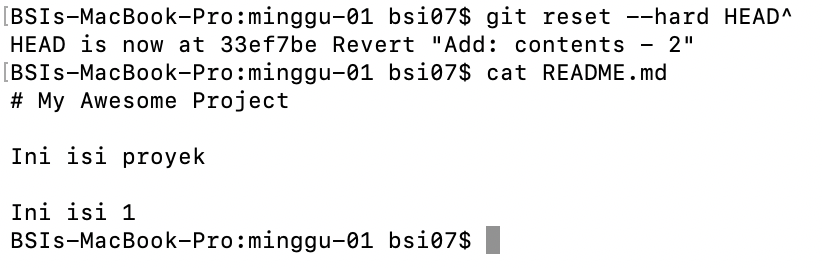 [BSIs-MacBook-Pro:minggu-01 bsi07$ git reset --hard HEAD^
HEAD is now at 33ef7be Revert "Add: contents - 2"
[BSIs-MacBook-Pro:minggu-01 bsi07$ cat README.md
# My Awesome Project
Ini isi proyek
Ini isi 1
BSIs-MacBook-Pro:minggu-01 bsi07$